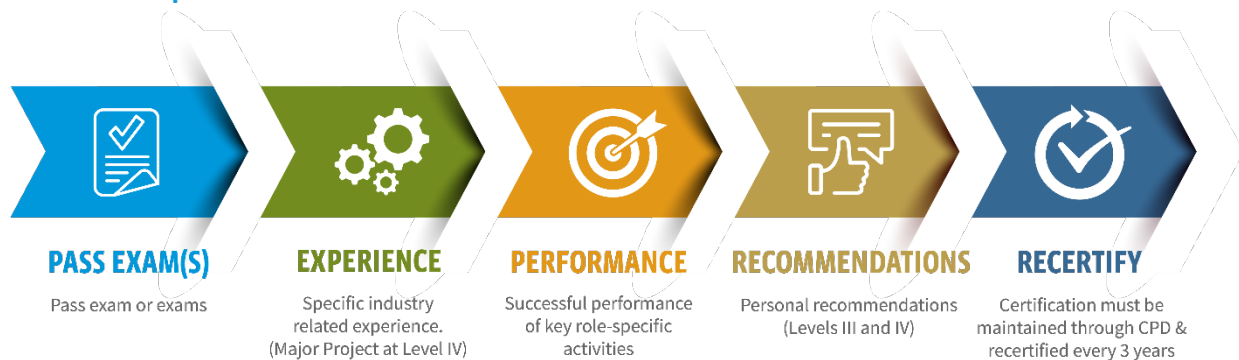 PASS EXAM(S)
Pass exam or exams
EXPERIENCE
Specific industry
related experience.
(Major Project at Level IV)
PERFORMANCE
Successful performance
of key role-specific
activities
RECOMMENDATIONS
Personal recommendations
(Levels III and IV)
RECERTIFY
Certification must be
maintained through CPD &
recertified every 3 years